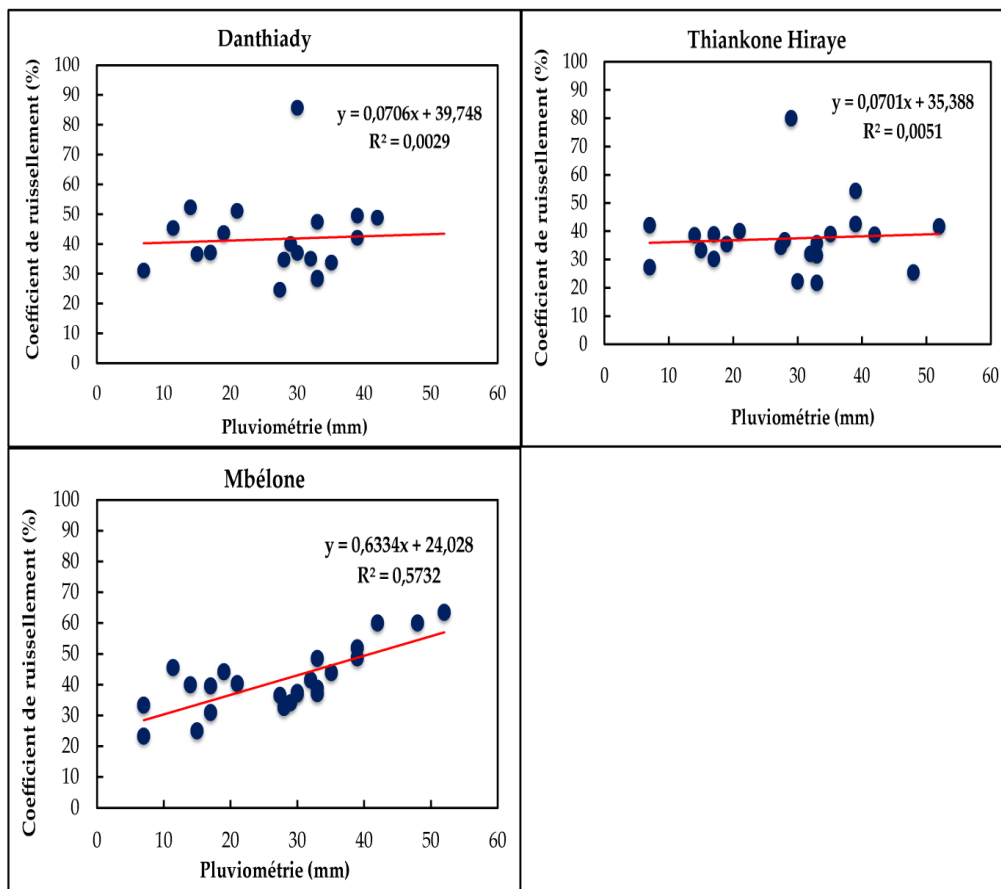 Danthiady
Coefficient de ruissellement (%)
100
90
80
70
60
50
40
30
20
10
0
y = 0,0706x + 39,748
R² = 0,0029
0 10 20 30 40 50 60
Pluviométrie (mm)
Thiankone Hiraye
Coefficient de ruissellement (%)
100
90
80
70
60
50
40
30
20
10
0
y = 0,0701x + 35,388
R² = 0,0051
0 10 20 30 40 50 60
Pluviométrie (mm)
Mbélone
Coefficient de ruissellement (%)
100
90
80
70
60
50
40
30
20
10
0
y = 0,6334x + 24,028
R² = 0,5732
0 10 20 30 40 50 60
Pluviométrie (mm)